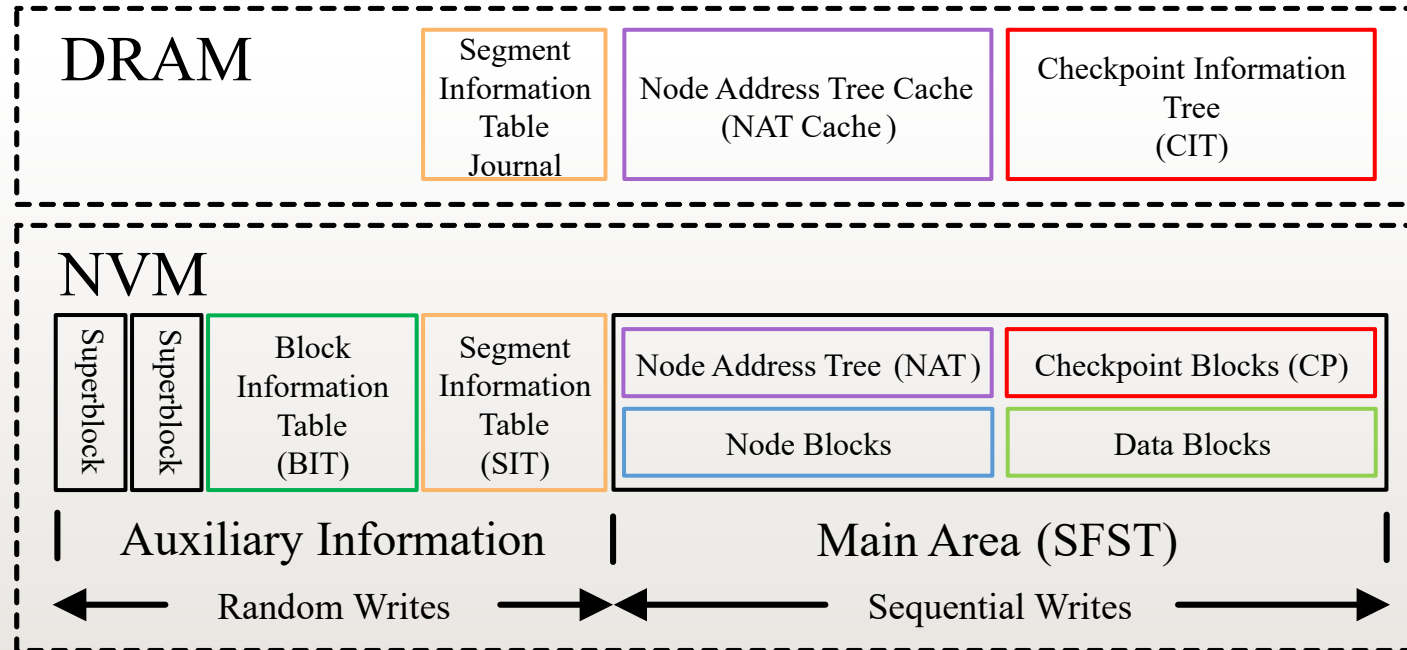 DRAM
Segment
Information
Table
Journal
Node Address Tree Cache
(NAT Cache)
Checkpoint Information
Tree
(CIT)
NVM
Superblock
Superblock
Block
Information
Table
(BIT)
Segment
Information
Table
(SIT)
Node Address Tree (NAT)
Checkpoint Blocks (CP)
Node Blocks
Data Blocks
Auxiliary Information
Main Area (SFST)
Random Writes
Sequential Writes